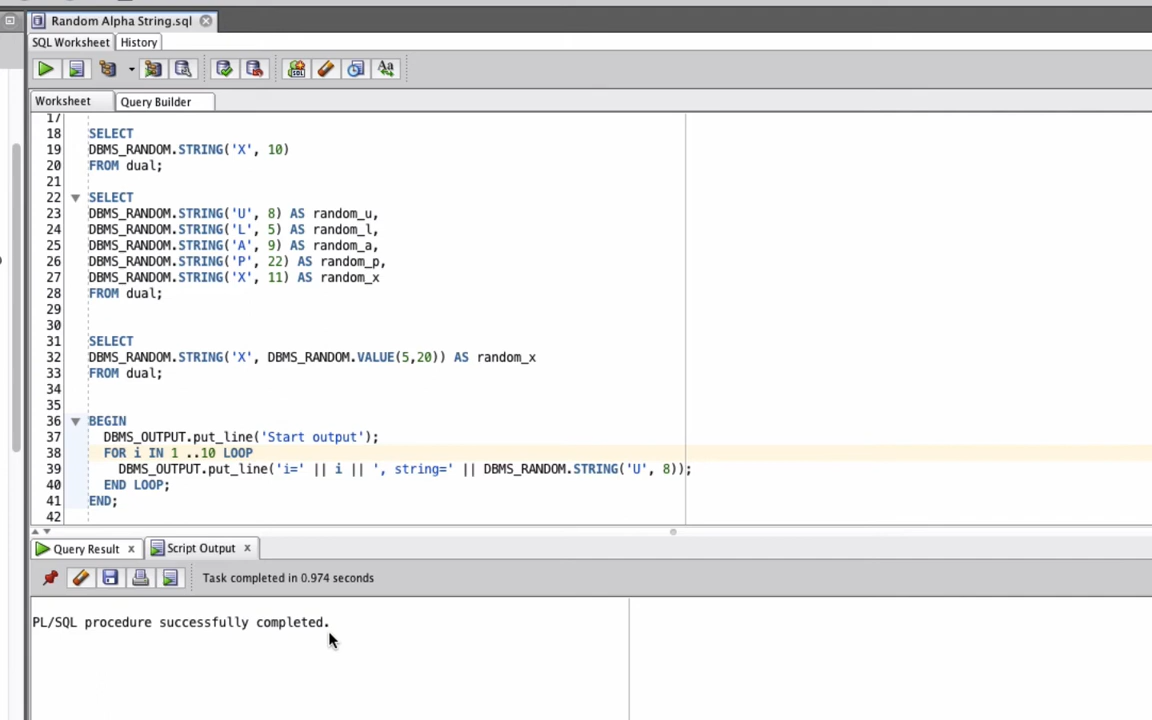 Random Alpha String.sql
SQL Worksheet History
Worksheet Query Builder
17
18 SELECT
19 DBMS_RANDOM.STRING('X', 10)
20 FROM dual;
21
22 SELECT
23 DBMS_RANDOM.STRING('U', 8) AS random_u,
24 DBMS_RANDOM.STRING('L', 5) AS random_l,
25 DBMS_RANDOM.STRING('A', 9) AS random_a,
26 DBMS_RANDOM.STRING('P', 22) AS random_p,
27 DBMS_RANDOM.STRING('X', 11) AS random_x
28 FROM dual;
29
30
31 SELECT
32 DBMS_RANDOM.STRING('X', DBMS_RANDOM.VALUE(5,20)) AS random_x
33 FROM dual;
34
35
36 BEGIN
37 DBMS_OUTPUT.put_line('Start output');
38 FOR i IN 1 ..10 LOOP
39 DBMS_OUTPUT.put_line('i=' || i || ', string=' || DBMS_RANDOM.STRING('U', 8));
40 END LOOP;
41 END;
42
Query Result x Script Output x
Task completed in 0.974 seconds
PL/SQL procedure successfully completed.